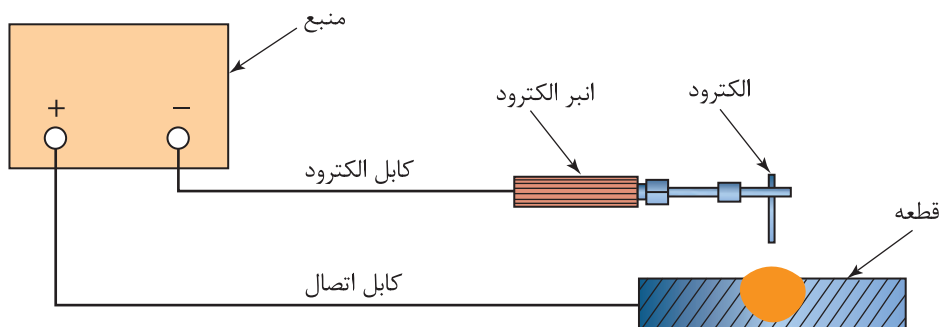 منبع
+ −
انبر الکترود
الکترود
کابل الکترود
قطعه
کابل اتصال